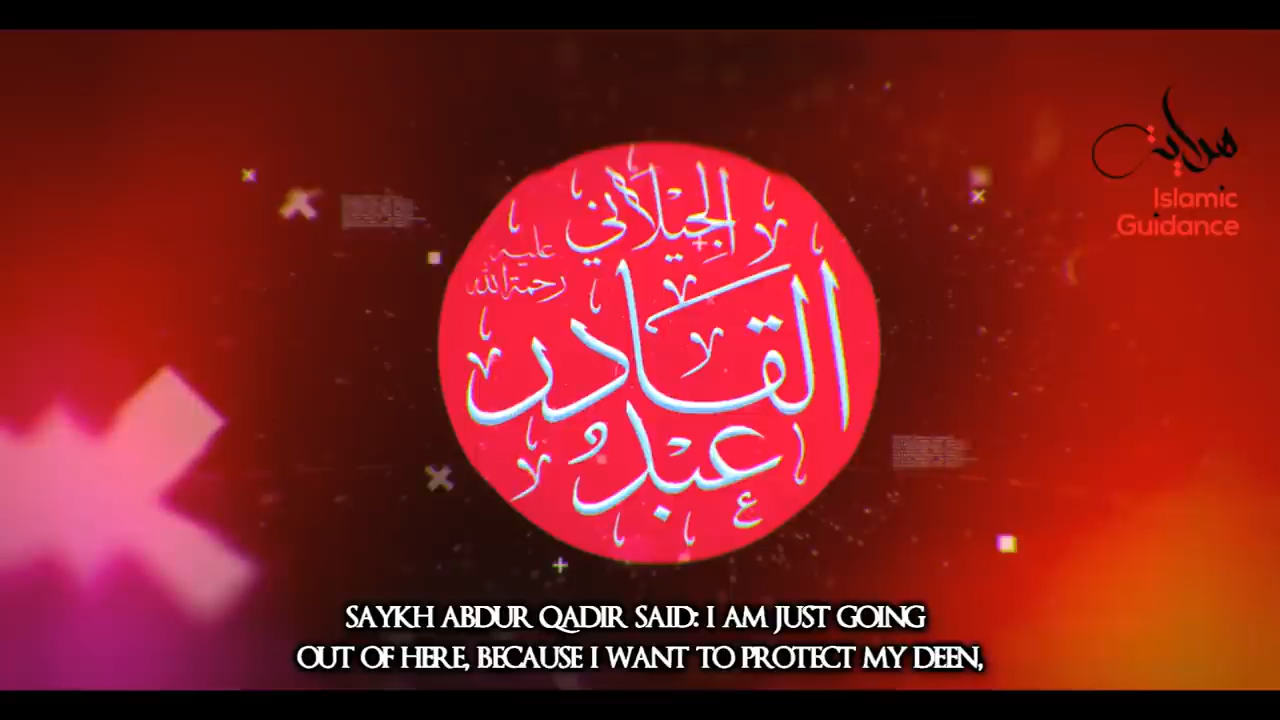 هداية
Islamic
Guidance
الجيلاني
عليه
رحمة الله
القادر
عبد
SAYKH ABDUR QADIR SAID: I AM JUST GOING
OUT OF HERE, BECAUSE I WANT TO PROTECT MY DEEN,